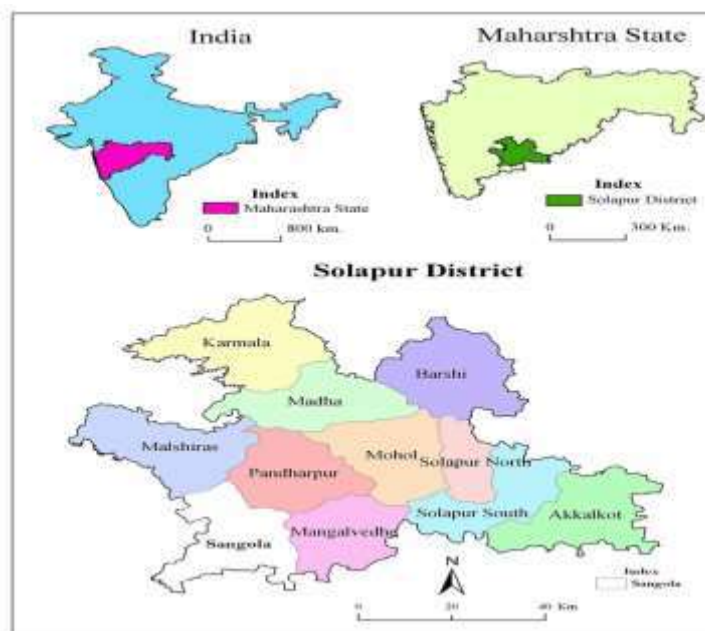 India
Maharshtra State
Index
Maharashtra State
0 800 Km.
Index
Solapur District
0 300 Km.
Solapur District
Karmala
Barshi
Madha
Malshiras
Mohol
Solapur North
Pandharpur
Solapur South
Akkalkot
Mangalvedhe
Sangola
N
Index
Sangola
0 20 40 Km